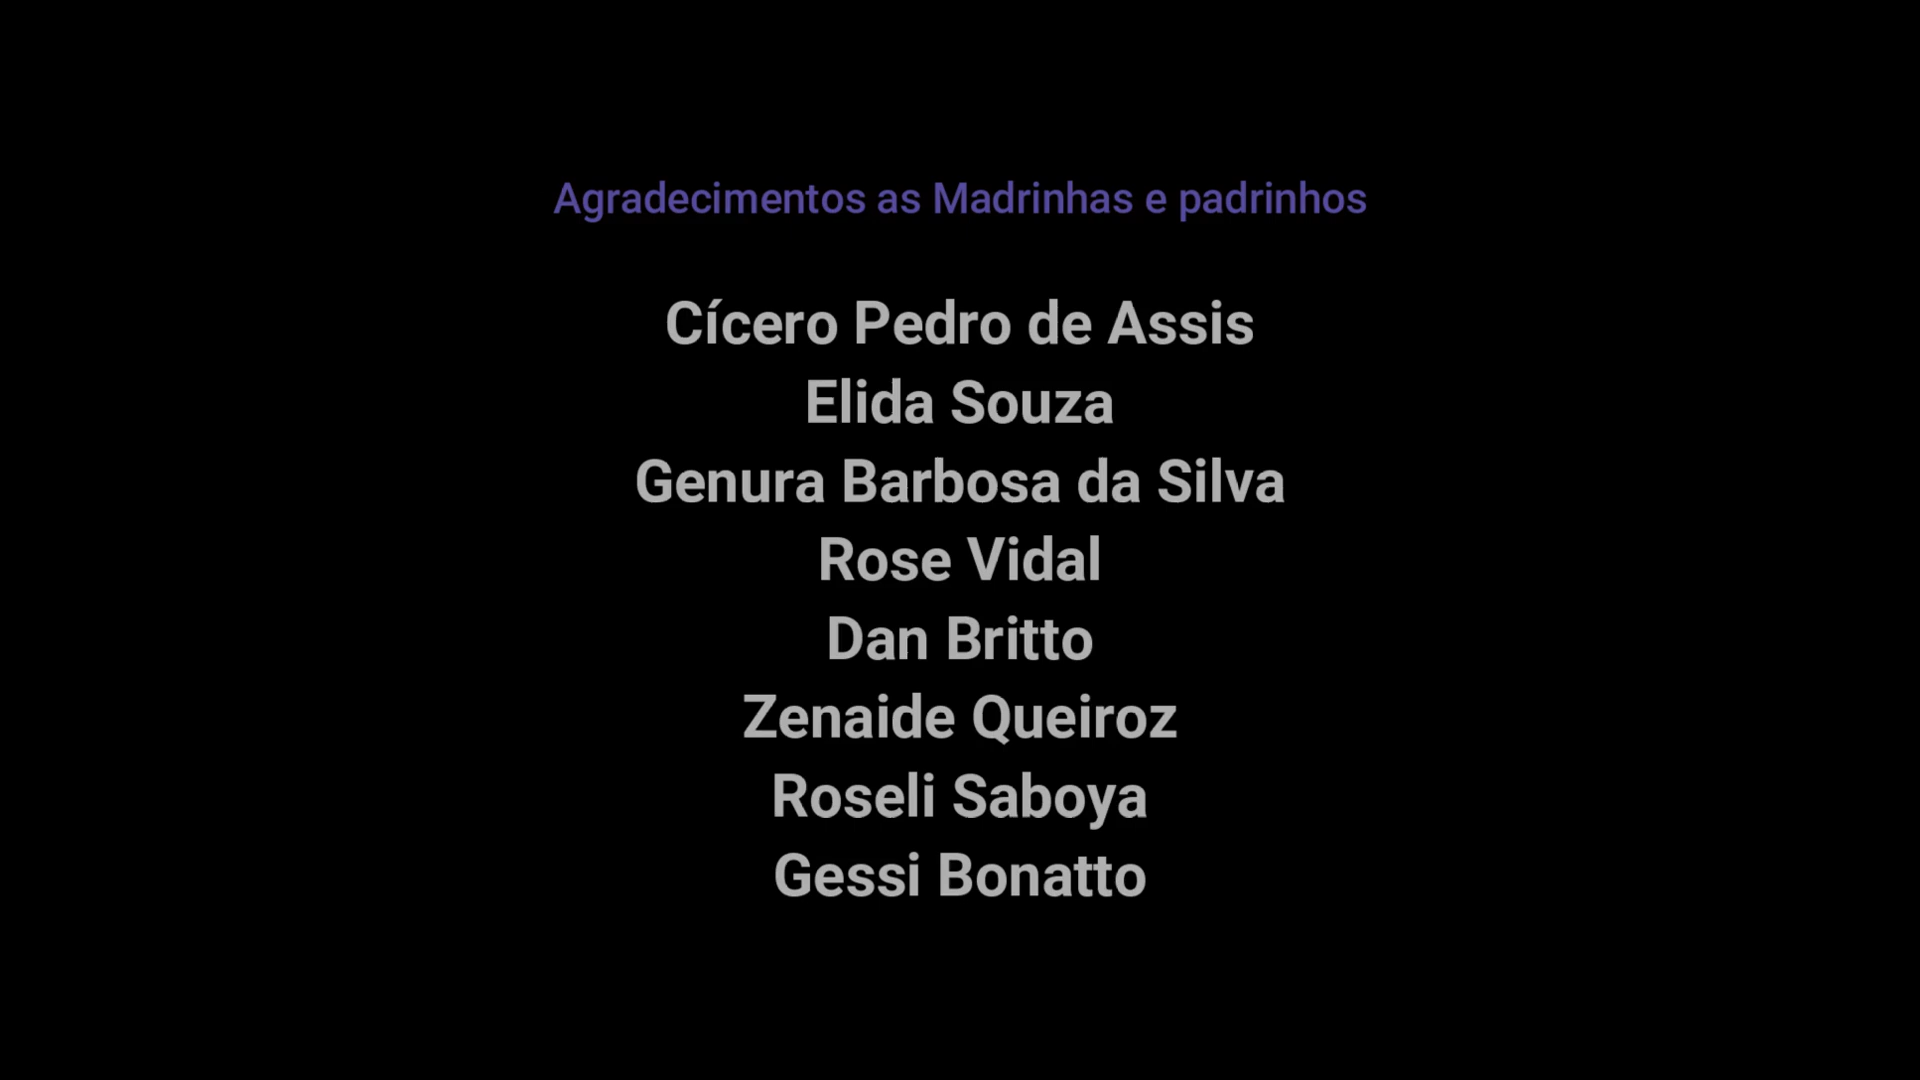 Agradecimentos as Madrinhas e padrinhos
Cícero Pedro de Assis
Elida Souza
Genura Barbosa da Silva
Rose Vidal
Dan Britto
Zenaide Queiroz
Roseli Saboya
Gessi Bonatto